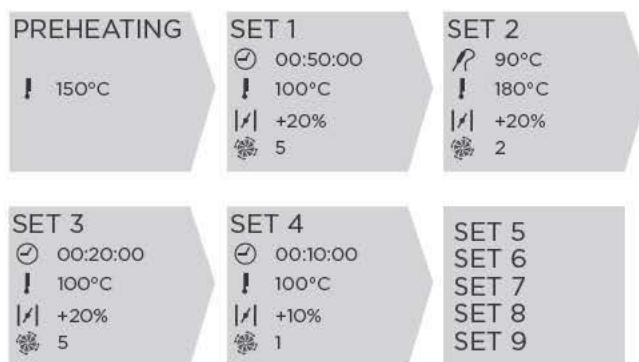 PREHEATING
150°C
SET 1
00:50:00
100°C
+20%
5
SET 2
90°C
180°C
+20%
2
SET 3
00:20:00
100°C
+20%
5
SET 4
00:10:00
100°C
+10%
1
SET 5
SET 6
SET 7
SET 8
SET 9